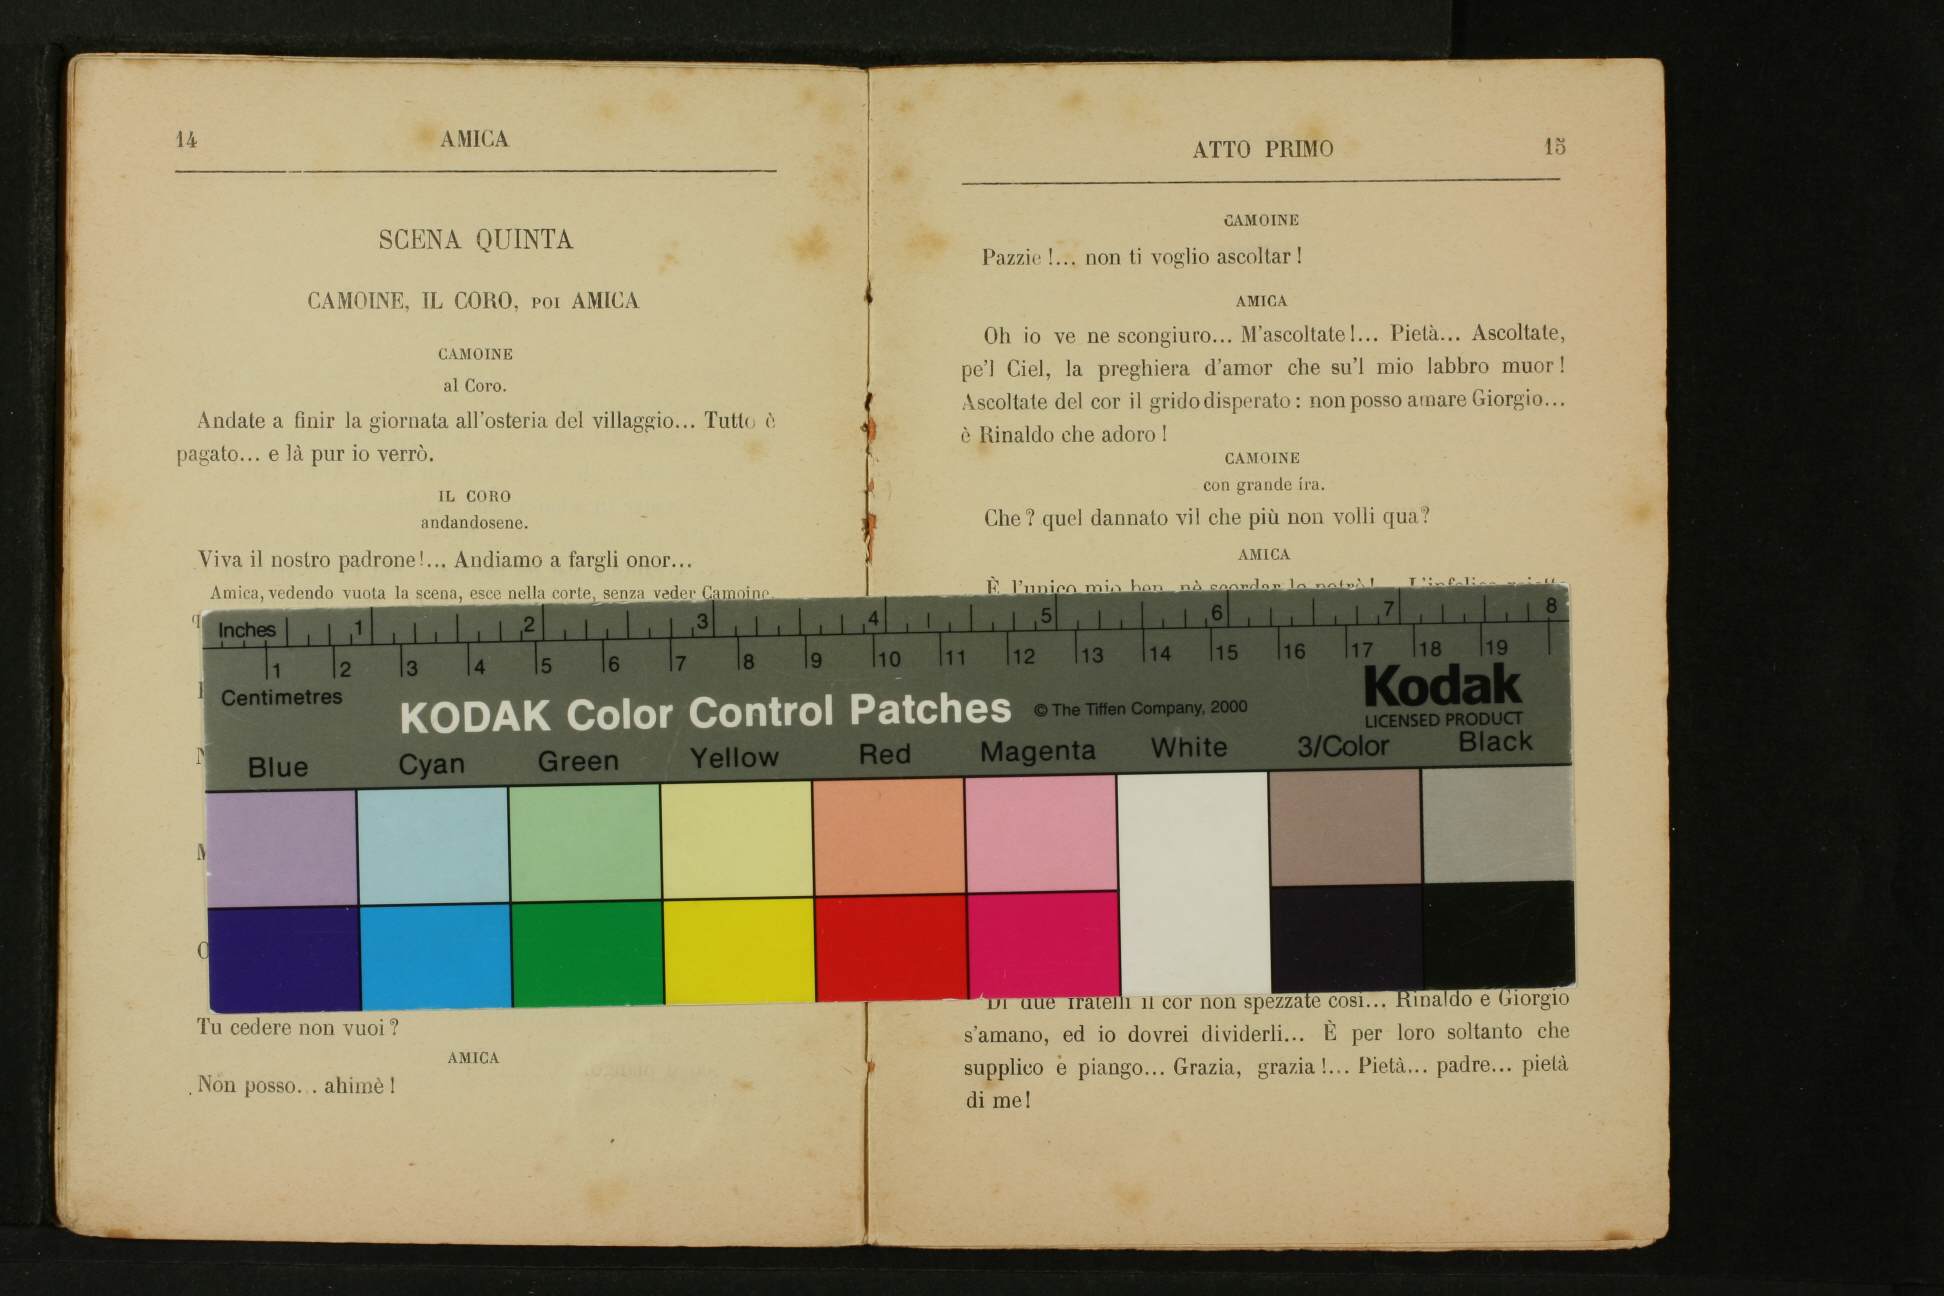 14
AMICA
SCENA QUINTA
CAMOINE, IL CORO, POI AMICA
CAMOINE
al Coro.
Andate a finir la giornata all'osteria del villaggio... Tutto è
pagato... e là pur io verrò.
IL CORO
andandosene.
Viva il nostro padrone!... Andiamo a fargli onor...
Amica, vedendo vuota la scena, esce nella corte, senza veder Camoine.
Tu cedere non vuoi?
AMICA
Non posso... ahimè!
ATTO PRIMO
15
CAMOINE
Pazzie!... non ti voglio ascoltar!
AMICA
Oh io ve ne scongiuro... M'ascoltate!... Pietà... Ascoltate,
pe'l Ciel, la preghiera d'amor che su'l mio labbro muor!
Ascoltate del cor il grido disperato: non posso amare Giorgio...
è Rinaldo che adoro!
CAMOINE
con grande ira.
Che? quel dannato vil che più non volli qua?
AMICA
È l'unico mio ben, nè scordar lo potrò!... L'infelice
Di due fratelli il cor non spezzate così... Rinaldo e Giorgio
s'amano, ed io dovrei dividerli... È per loro soltanto che
supplico e piango... Grazia, grazia!... Pietà... padre... pietà
di me!
Inches 1 2 3 4 5 6 7 8
1 2 3 4 5 6 7 8 9 10 11 12 13 14 15 16 17 18 19
Centimetres
KODAK Color Control Patches © The Tiffen Company, 2000
Kodak
LICENSED PRODUCT
Blue Cyan Green Yellow Red Magenta White 3/Color Black